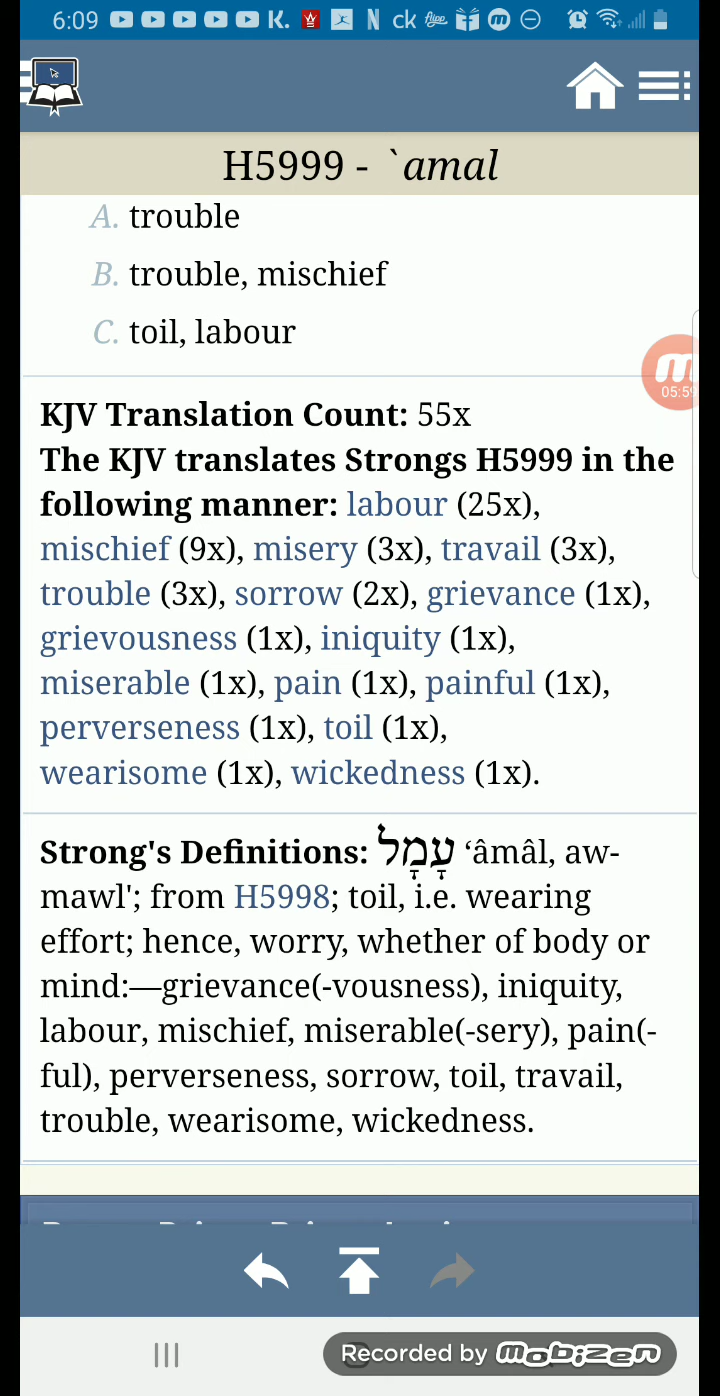 6:09 K. N ck flipp m
H5999 - `amal
A. trouble
B. trouble, mischief
C. toil, labour
m
05:59
KJV Translation Count: 55x
The KJV translates Strongs H5999 in the
following manner: labour (25x),
mischief (9x), misery (3x), travail (3x),
trouble (3x), sorrow (2x), grievance (1x),
grievousness (1x), iniquity (1x),
miserable (1x), pain (1x), painful (1x),
perverseness (1x), toil (1x),
wearisome (1x), wickedness (1x).
Strong's Definitions: עָמָל ʻâmâl, aw-
mawl'; from H5998; toil, i.e. wearing
effort; hence, worry, whether of body or
mind:—grievance(-vousness), iniquity,
labour, mischief, miserable(-sery), pain(-
ful), perverseness, sorrow, toil, travail,
trouble, wearisome, wickedness.
Recorded by mobizen